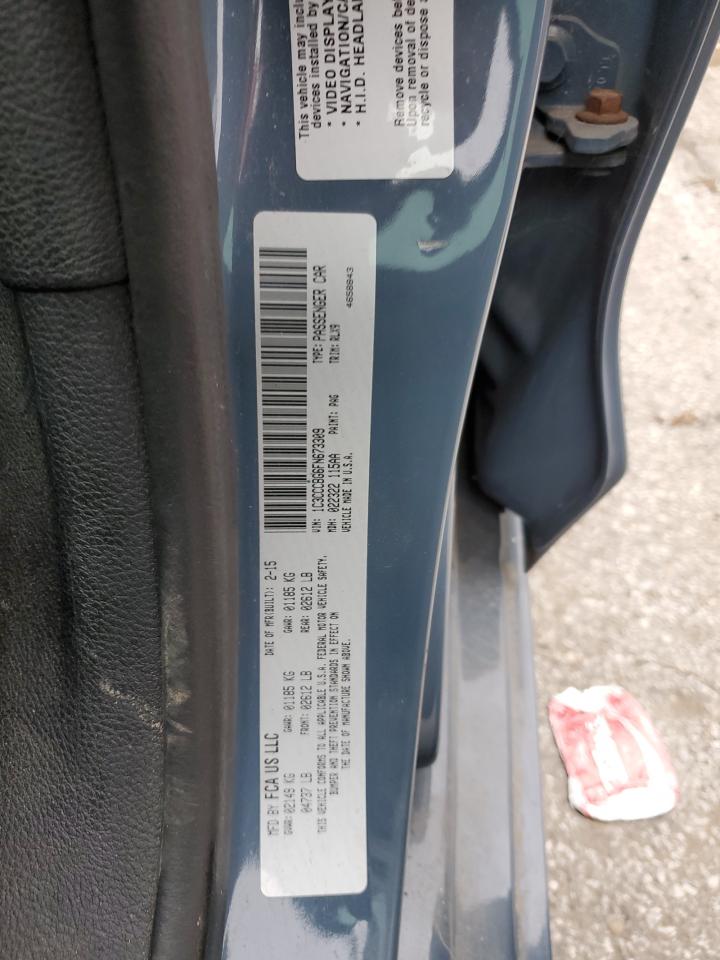 This vehicle may inclu
devices installed by
* VIDEO DISPLAY
* NAVIGATION/CA
* H.I.D. HEADLA
Remove devices bef
Upon removal of de
recycle or dispose a
MFD BY: FCA US LLC DATE OF MFR(BUILT): 2-15
GVWR: 02149 KG GAWR: 01185 KG GAWR: 01185 KG
04737 LB FRONT: 02612 LB REAR: 02612 LB
THIS VEHICLE CONFORMS TO ALL APPLICABLE U.S.A. FEDERAL MOTOR VEHICLE SAFETY,
BUMPER AND THEFT PREVENTION STANDARDS IN EFFECT ON
THE DATE OF MANUFACTURE SHOWN ABOVE.
VIN: 1C3CCCBG6FN673309 TYPE: PASSENGER CAR
MDH: 022322 115AA PAINT: PAG TRIM: RLX9
VEHICLE MADE IN U.S.A.
4658843